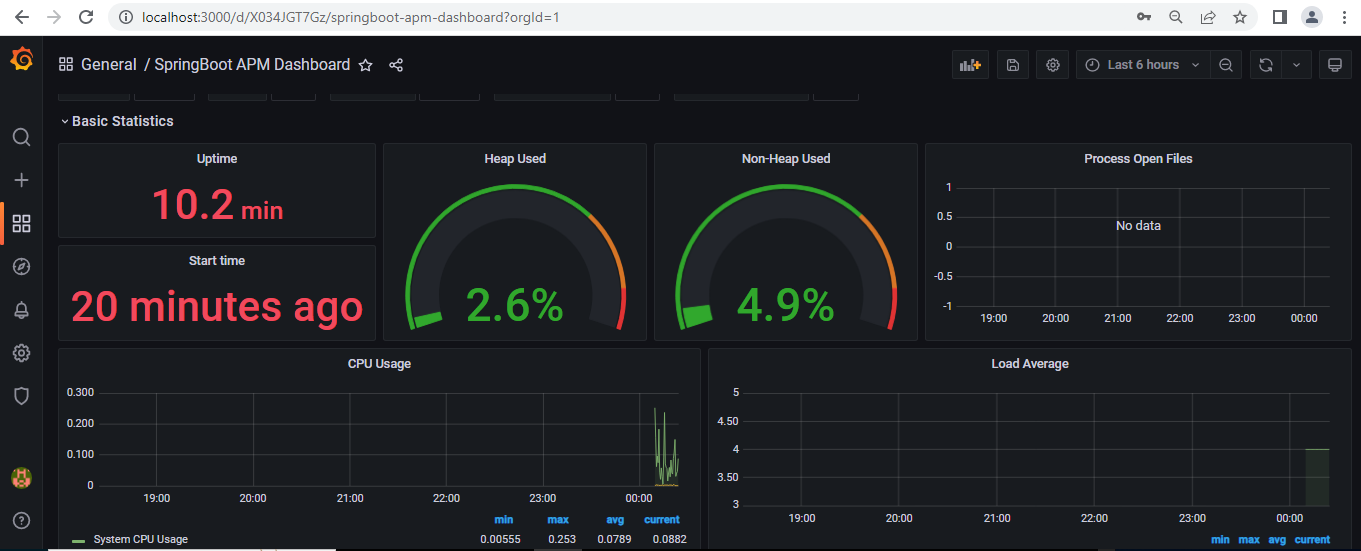 localhost:3000/d/X034JGT7Gz/springboot-apm-dashboard?orgId=1
General / SpringBoot APM Dashboard
Last 6 hours
Basic Statistics
Uptime
10.2 min
Start time
20 minutes ago
Heap Used
2.6%
Non-Heap Used
4.9%
Process Open Files
1
0.5
0
-0.5
-1
No data
19:00 20:00 21:00 22:00 23:00 00:00
CPU Usage
0.300
0.200
0.100
0
19:00 20:00 21:00 22:00 23:00 00:00
min max avg current
System CPU Usage 0.00555 0.253 0.0789 0.0882
Load Average
5
4.50
4
3.50
3
19:00 20:00 21:00 22:00 23:00 00:00
min max avg current